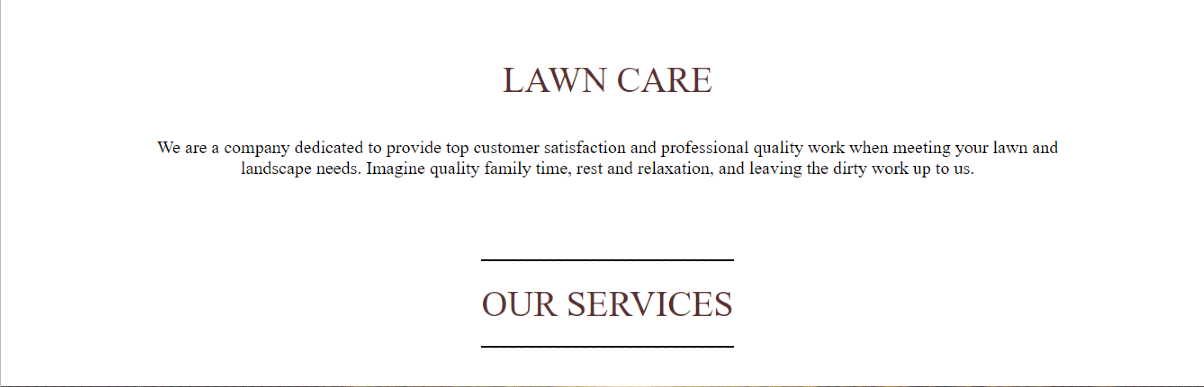 LAWN CARE
We are a company dedicated to provide top customer satisfaction and professional quality work when meeting your lawn and
landscape needs. Imagine quality family time, rest and relaxation, and leaving the dirty work up to us.
OUR SERVICES